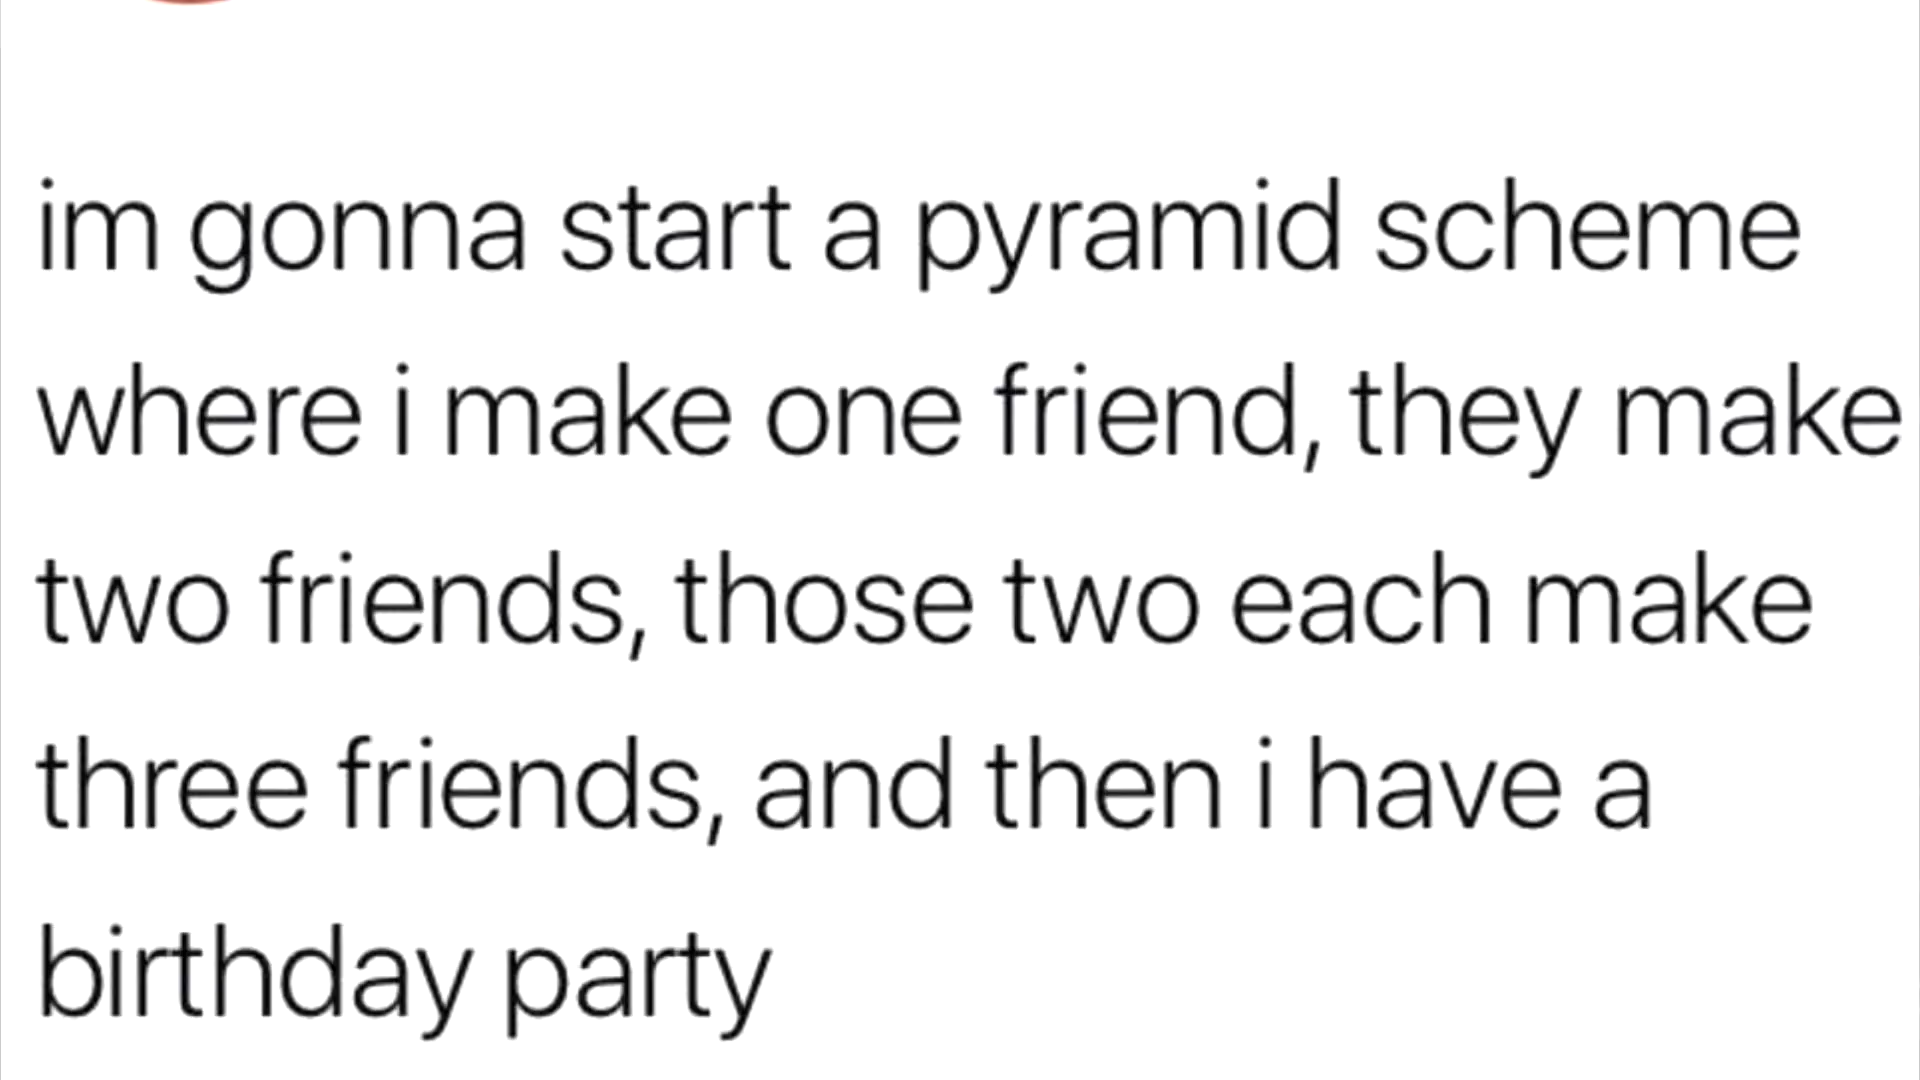 im gonna start a pyramid scheme
where i make one friend, they make
two friends, those two each make
three friends, and then i have a
birthday party